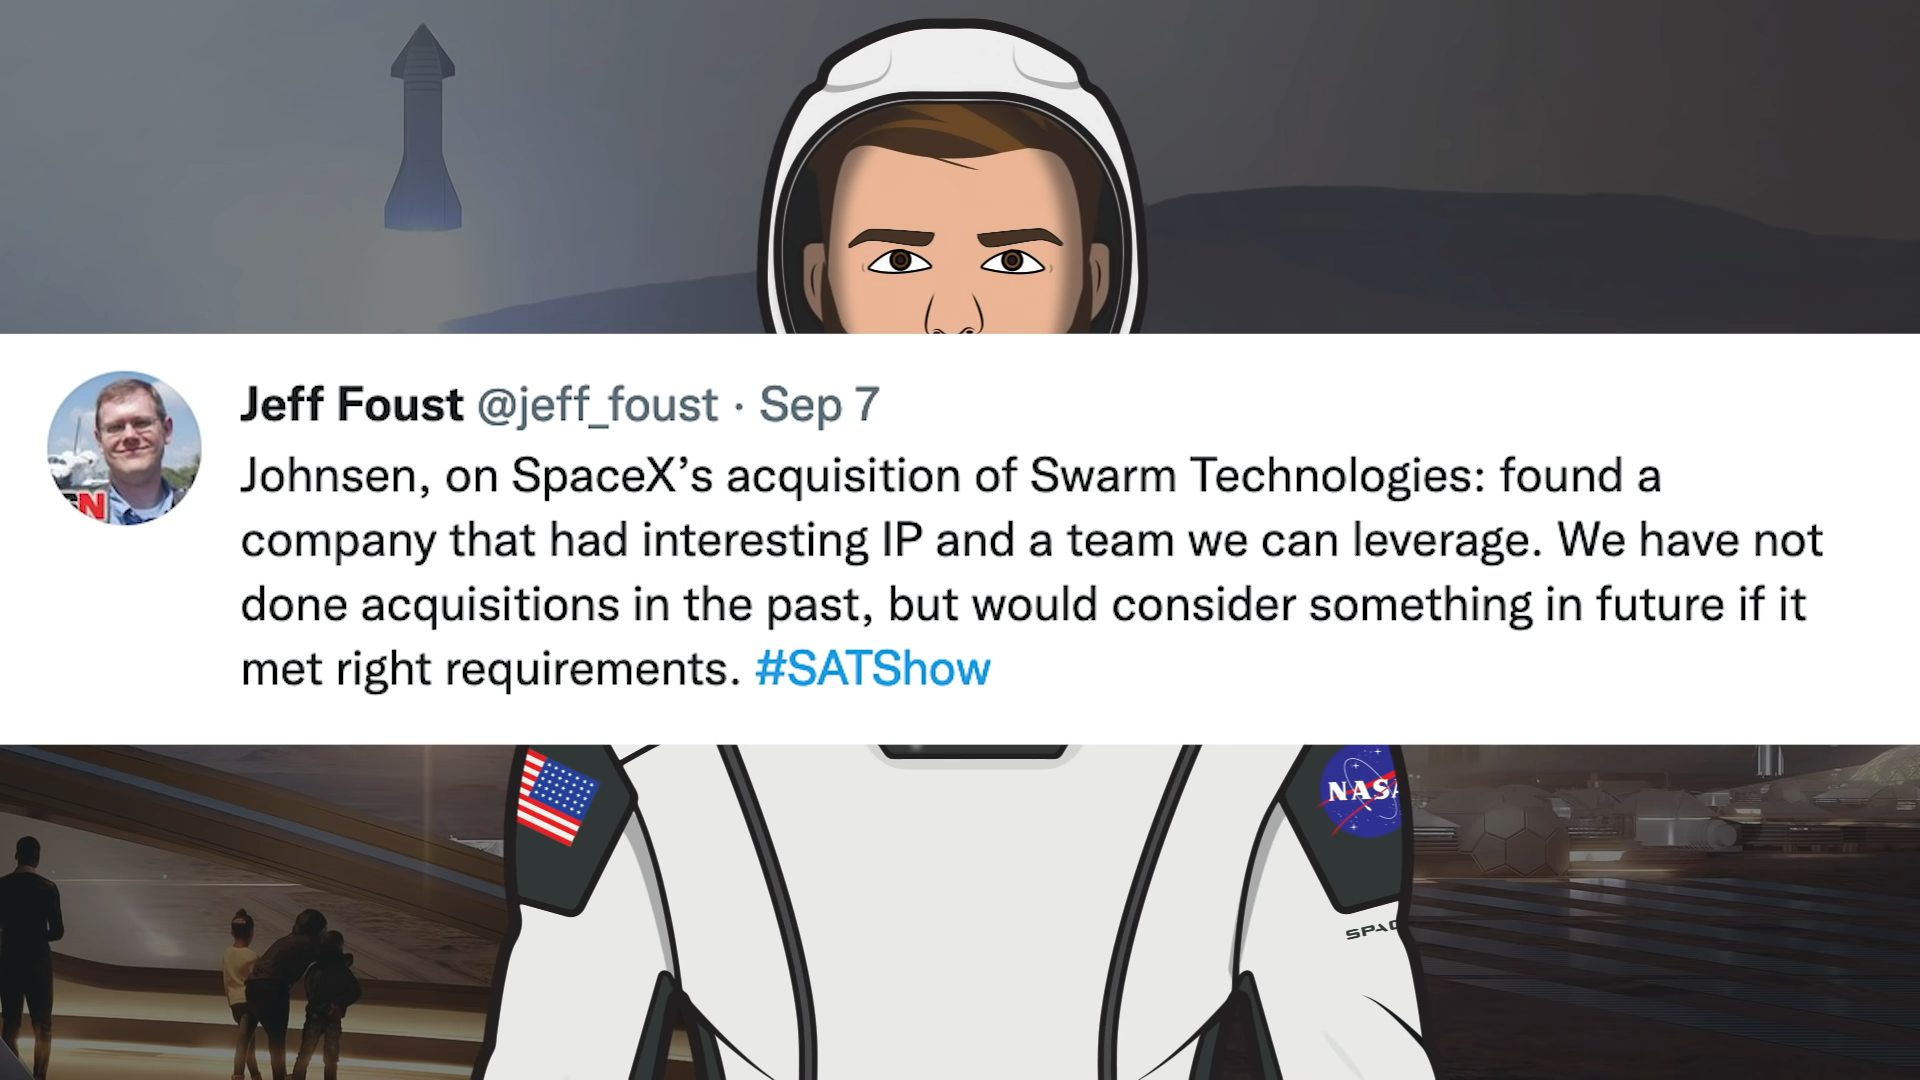 Jeff Foust @jeff_foust · Sep 7
Johnsen, on SpaceX’s acquisition of Swarm Technologies: found a
company that had interesting IP and a team we can leverage. We have not
done acquisitions in the past, but would consider something in future if it
met right requirements. #SATShow
NASA